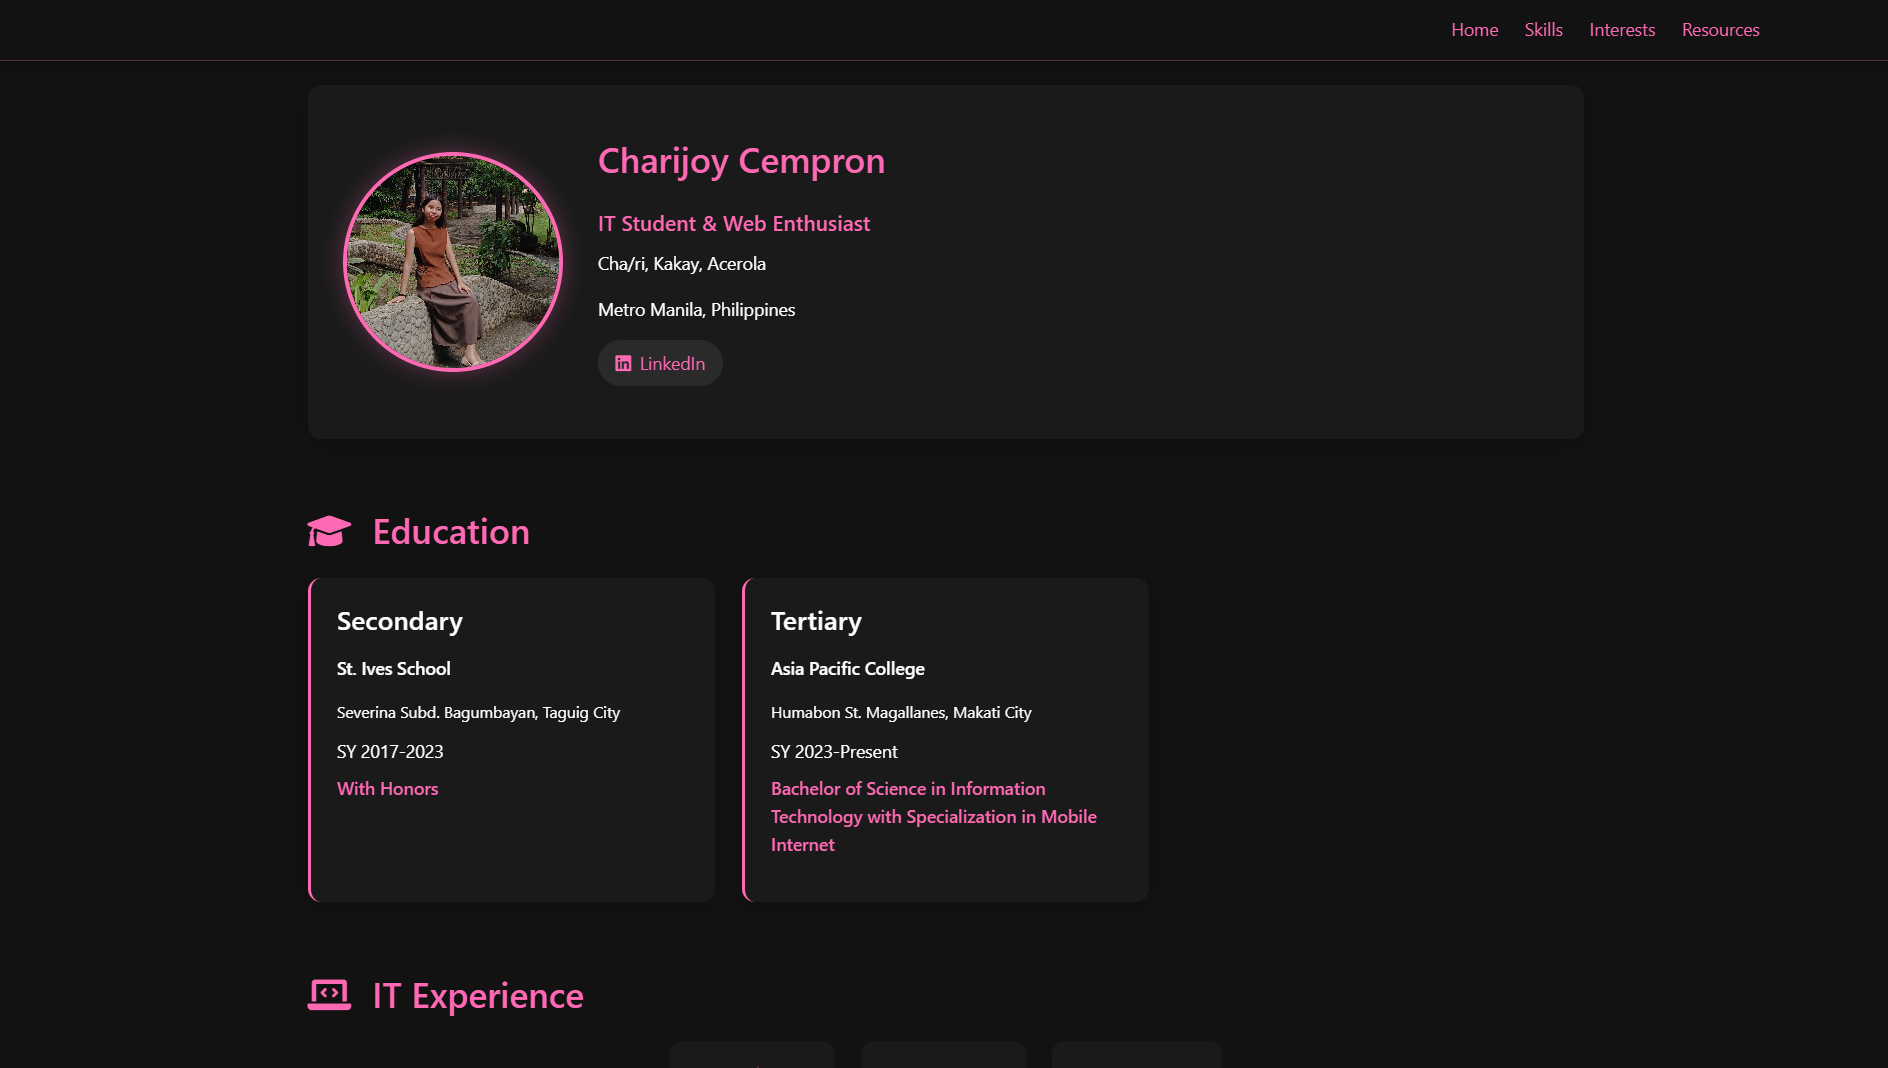 Home Skills Interests Resources
Charijoy Cempron
IT Student & Web Enthusiast
Cha/ri, Kakay, Acerola
Metro Manila, Philippines
LinkedIn
Education
Secondary
St. Ives School
Severina Subd. Bagumbayan, Taguig City
SY 2017-2023
With Honors
Tertiary
Asia Pacific College
Humabon St. Magallanes, Makati City
SY 2023-Present
Bachelor of Science in Information
Technology with Specialization in Mobile
Internet
IT Experience